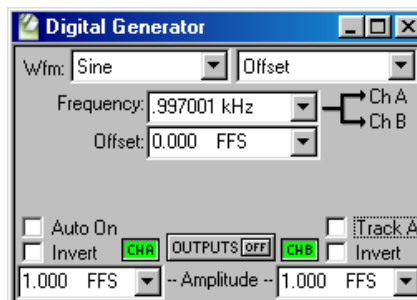 Digital Generator
Wfm: Sine Offset
Frequency: .997001 kHz
Ch A
Ch B
Offset: 0.000 FFS
Auto On Track A
Invert CHA OUTPUTS OFF CHB Invert
1.000 FFS -- Amplitude -- 1.000 FFS